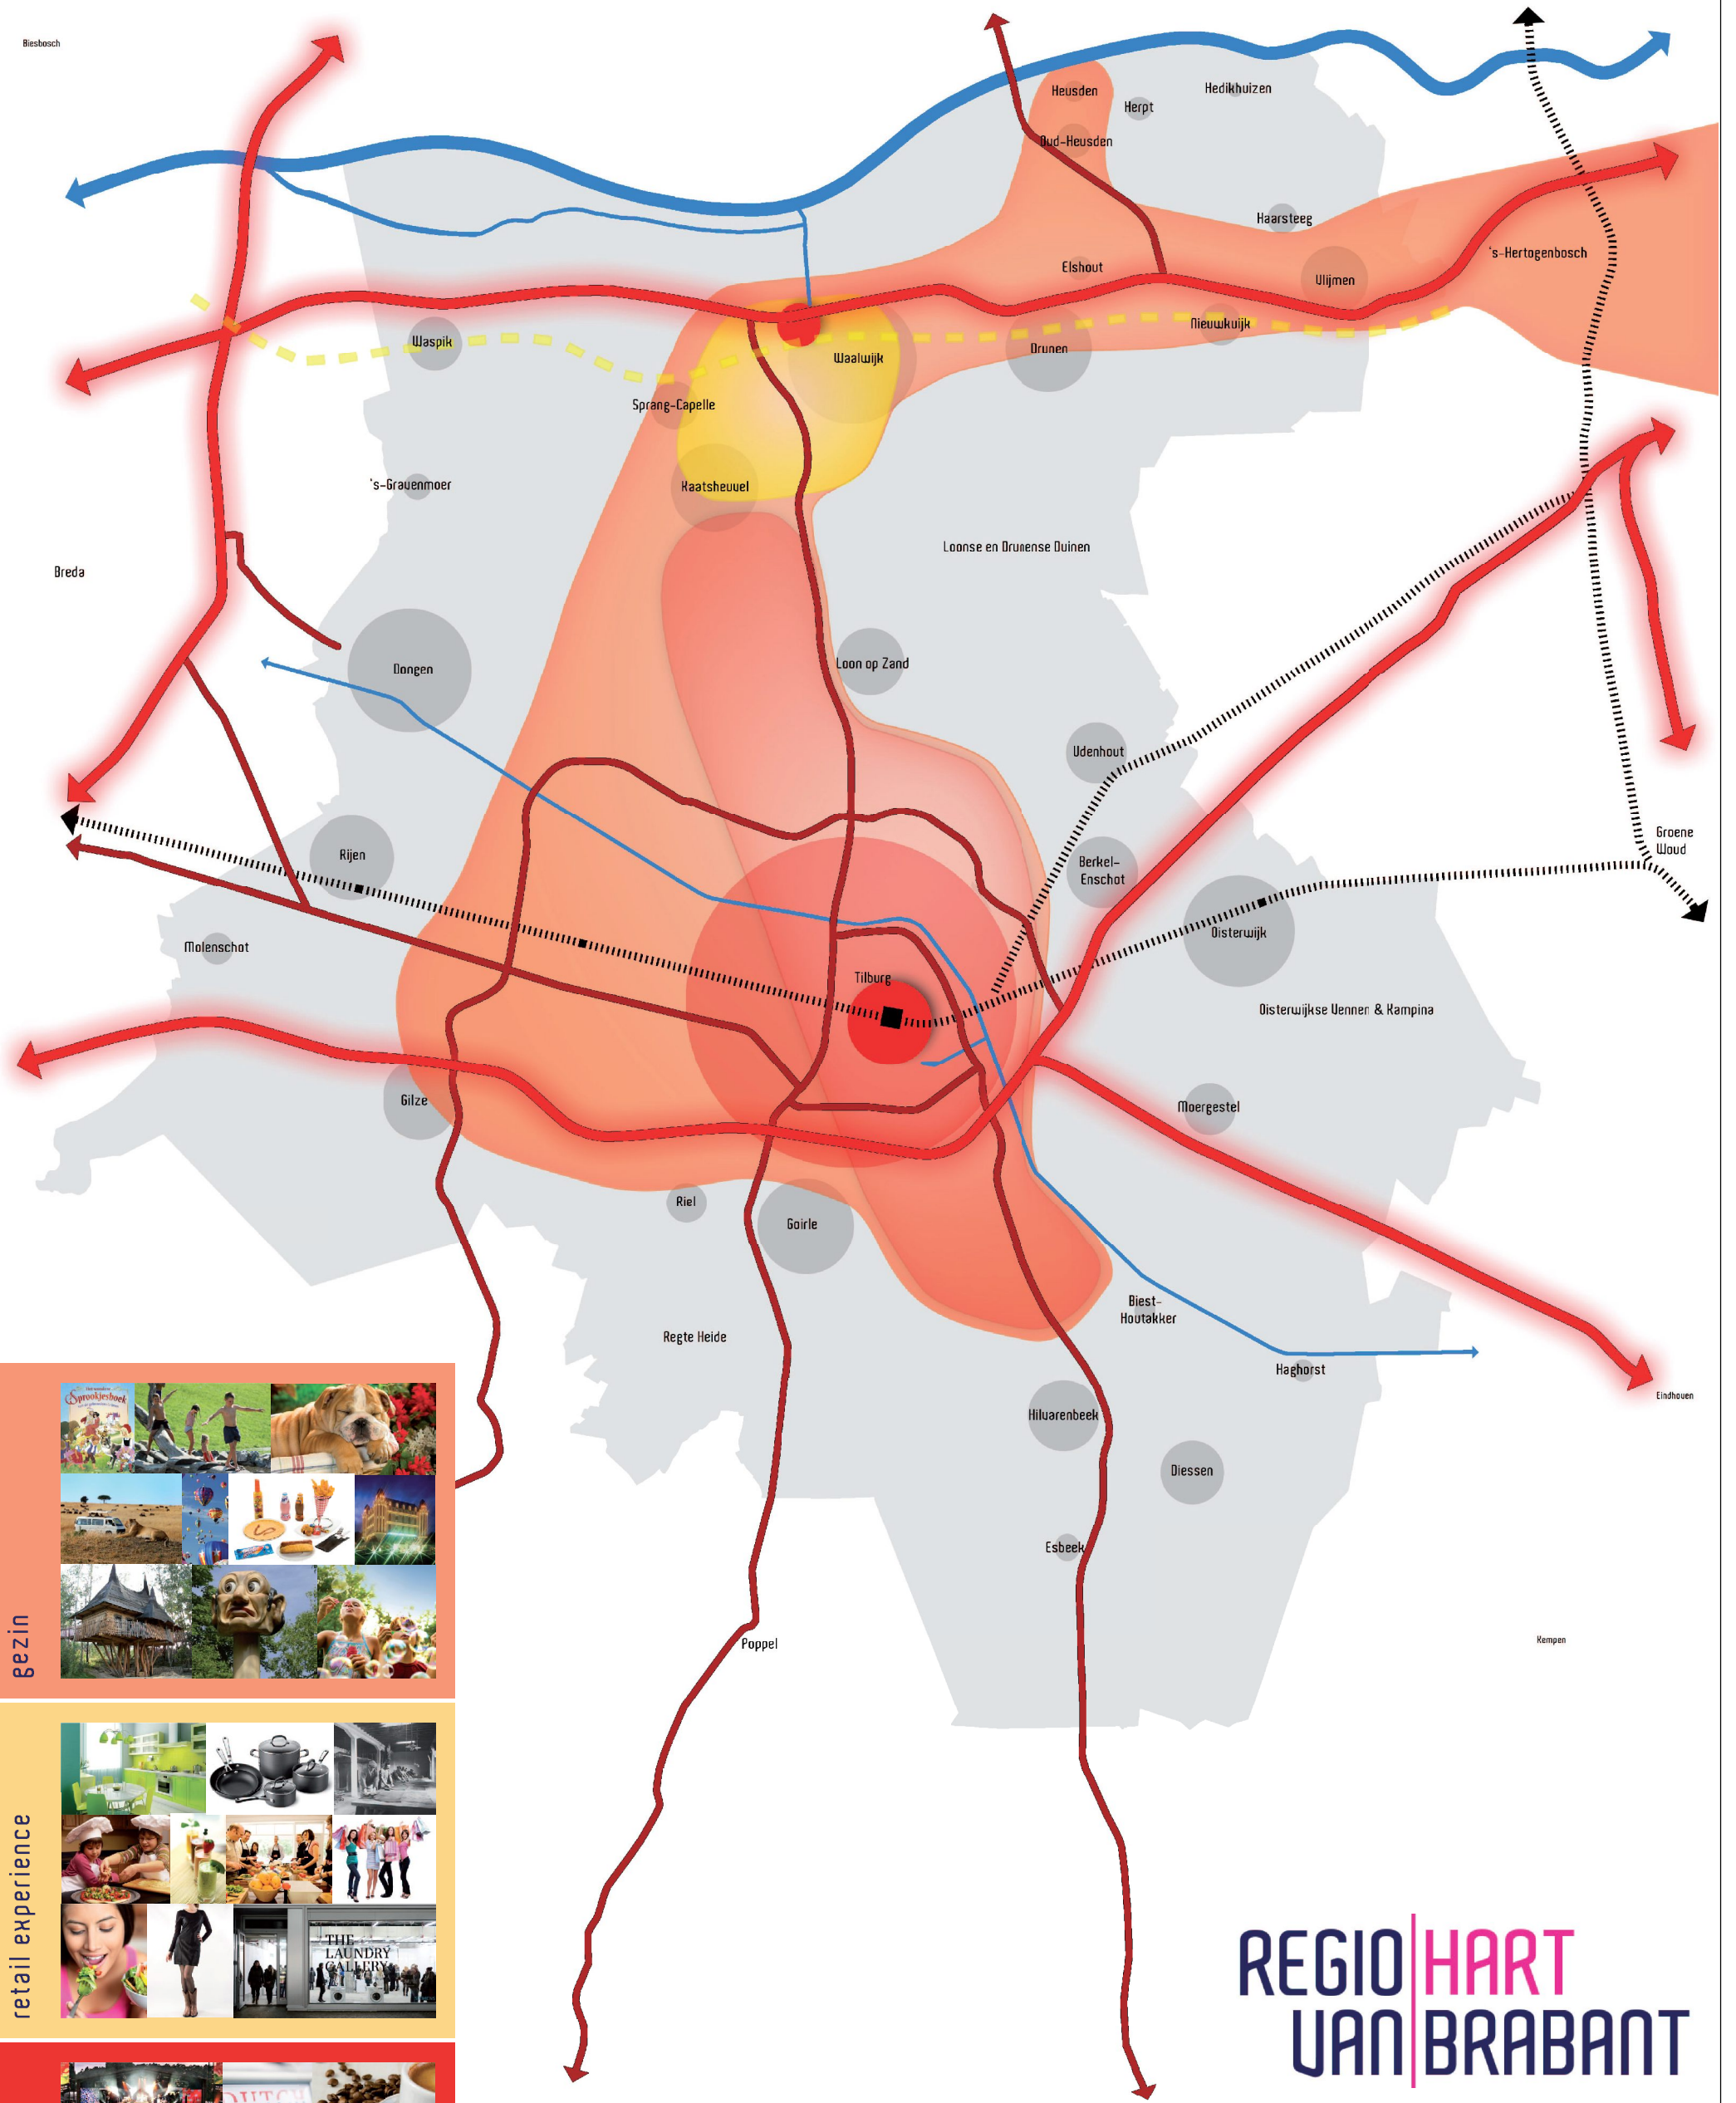 Biesbosch
Heusden
Hedikhuizen
Herpt
Oud-Heusden
Haarsteeg
's-Hertogenbosch
Elshout
Vlijmen
Nieuwkuijk
Waspik
Drunen
Waalwijk
Sprang-Capelle
's-Gravenmoer
Kaatsheuvel
Loonse en Drunense Duinen
Breda
Dongen
Loon op Zand
Udenhout
Groene
Woud
Rijen
Berkel-
Enschot
Oisterwijk
Molenschot
Tilburg
Oisterwijkse Vennen & Kampina
Gilze
Moergestel
Riel
Goirle
Biest-
Houtakker
Regte Heide
Haghorst
Eindhoven
Hilvarenbeek
Diessen
Esbeek
Poppel
Kempen
gezin
Sprookjesboek
retail experience
THE
LAUNDRY
GALLERY
DUTCH
REGIO HART
VAN BRABANT